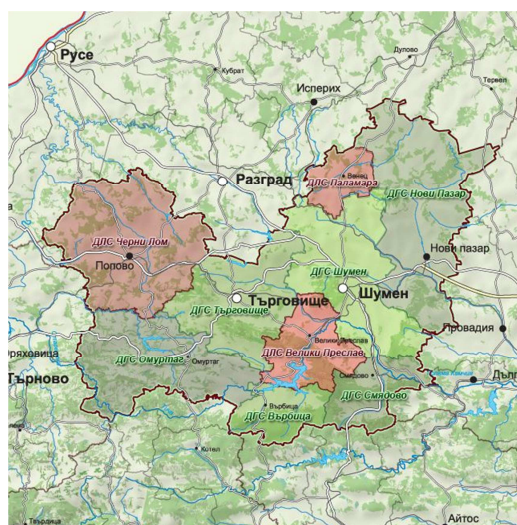 Русе
Дулово
Кубрат
Тервел
Исперих
Разград
Венец
ДЛС Паламара
ДГС Нови Пазар
ДЛС Черни Лом
Нови пазар
Попово
ДГС Шумен
Шумен
Търговище
ДГС Търговище
Провадия
Велики Преслав
ДЛС Велики Преслав
ДГС Омуртаг
Омуртаг
Търново
Смядово
ДГС Смядово
Върбица
ДГС Върбица
Котел
Твърдица
Айтос